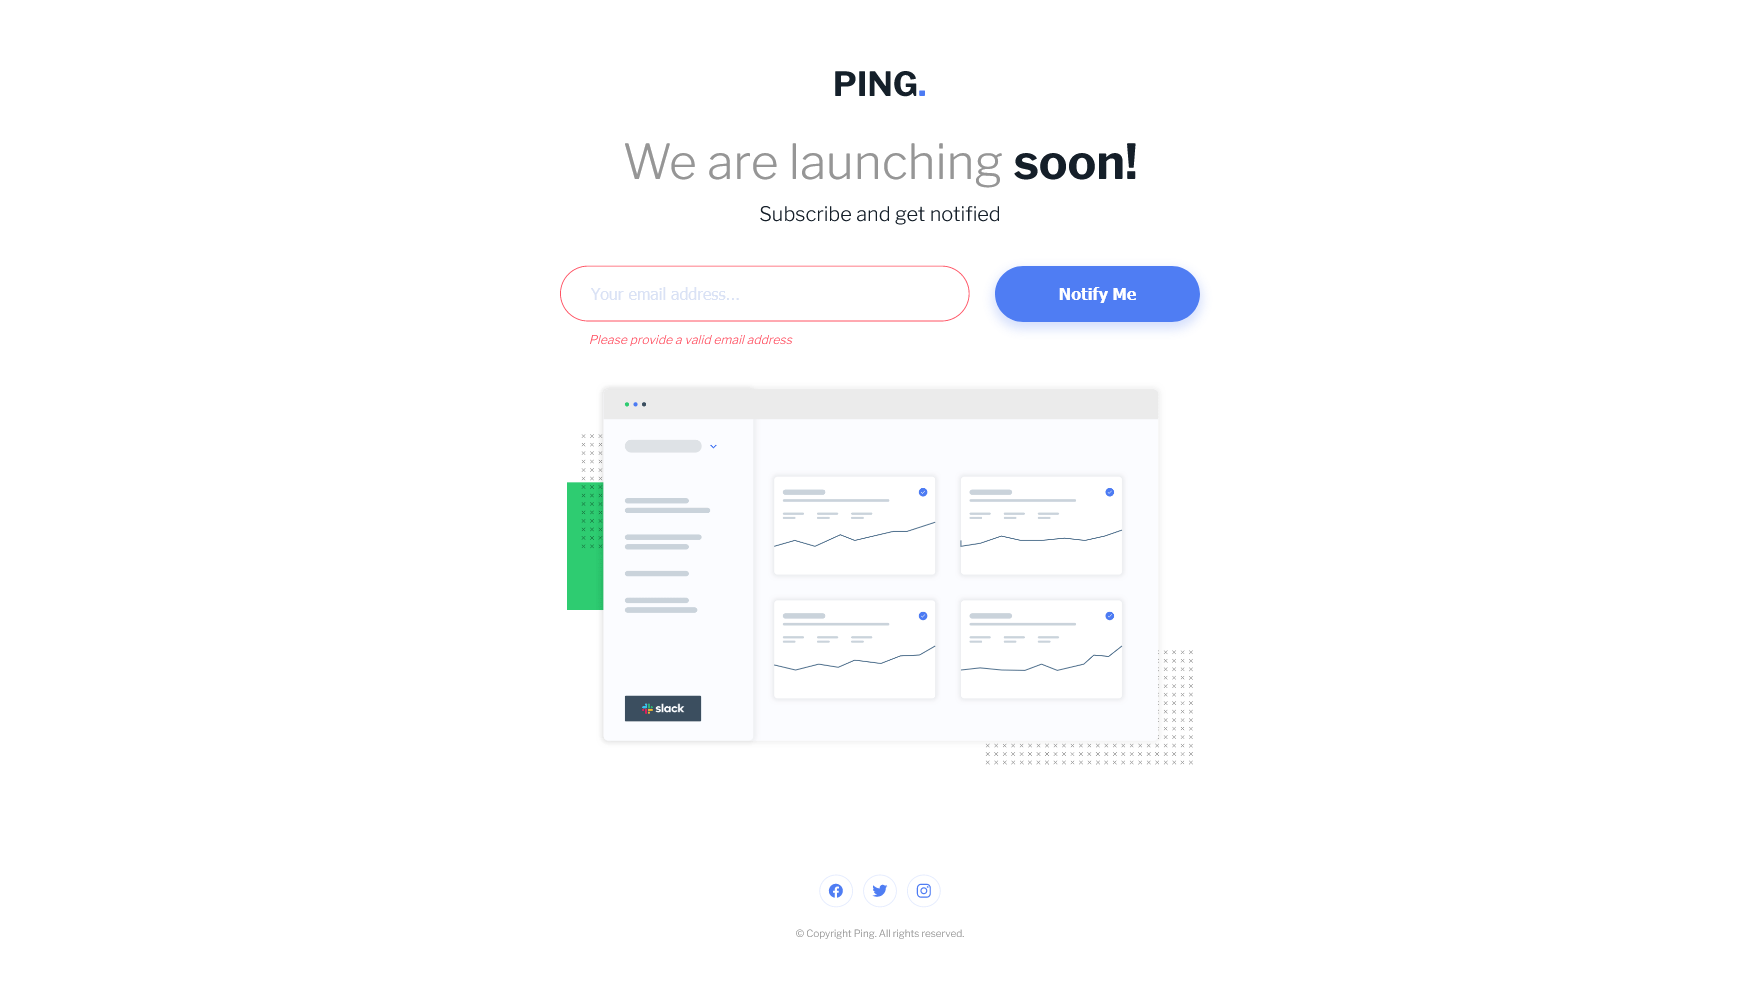 PING.
We are launching soon!
Subscribe and get notified
Your email address...
Notify Me
Please provide a valid email address
slack
© Copyright Ping. All rights reserved.